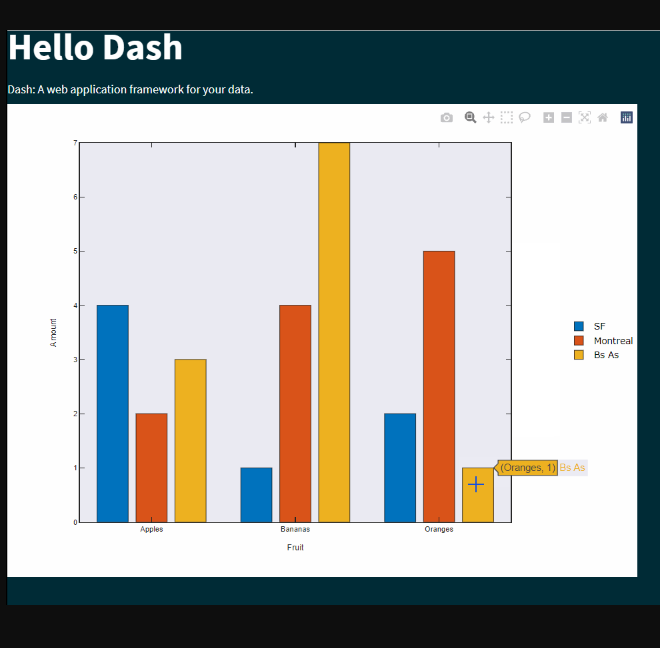 Hello Dash
Dash: A web application framework for your data.
7
6
5
4
3
2
1
0
Amount
Apples
Bananas
Oranges
Fruit
SF
Montreal
Bs As
(Oranges, 1) Bs As